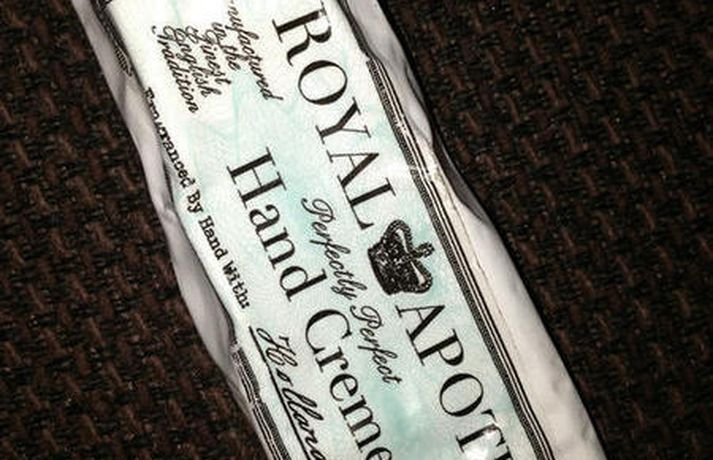 ROYAL APOT
Manufactured
in the
Finest
English
Tradition
Perfectly Perfect
Hand Creme
Fragranced By Hand With:
Holland